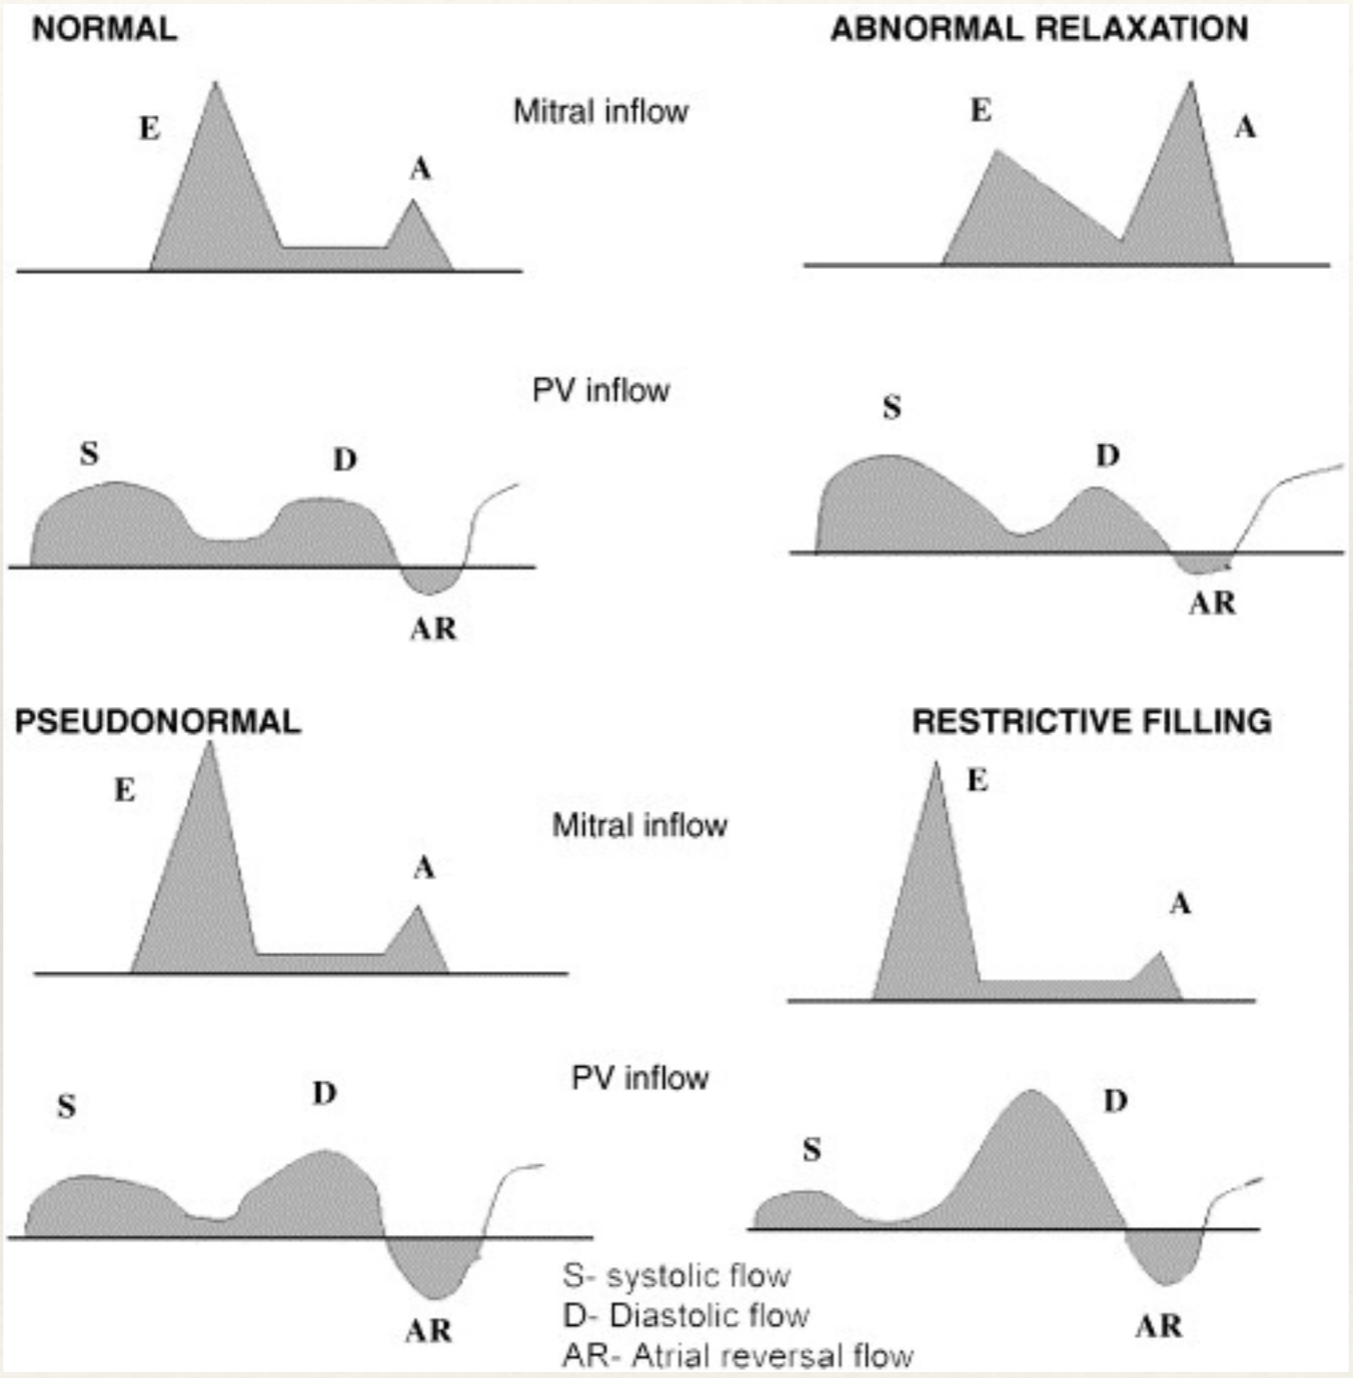 NORMAL
ABNORMAL RELAXATION
E
A
Mitral inflow
E
A
PV inflow
S
D
AR
S
D
AR
PSEUDONORMAL
RESTRICTIVE FILLING
E
A
Mitral inflow
E
A
PV inflow
S
D
AR
S
D
AR
S- systolic flow
D- Diastolic flow
AR- Atrial reversal flow